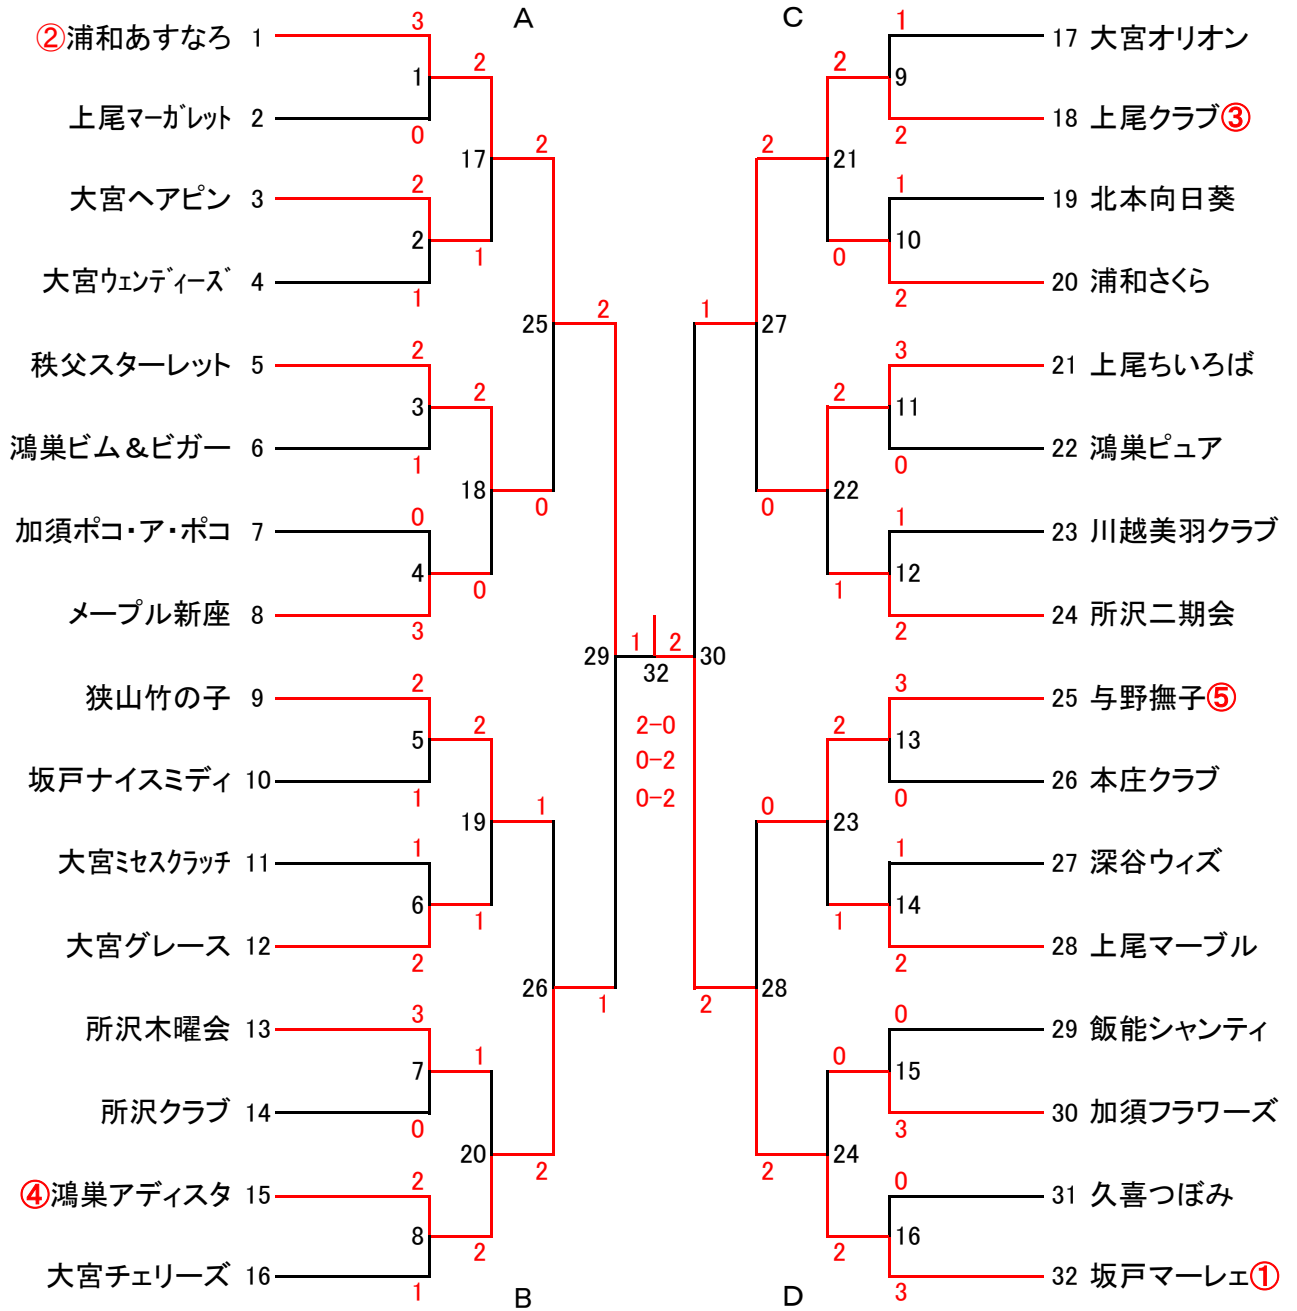 A
C
②浦和あすなろ 1
3
1
17 大宮オリオン
1
2
2
9
上尾マーガレット 2
0
18 上尾クラブ③
2
17
2
2
21
大宮ヘアピン 3
2
1
19 北本向日葵
2
1
0
10
大宮ウェンディーズ 4
1
2
20 浦和さくら
25
2
1
27
秩父スターレット 5
2
3
21 上尾ちいろば
3
2
2
11
鴻巣ビム&ビガー 6
1
0
22 鴻巣ピュア
18
0
0
22
加須ポコ・ア・ポコ 7
0
1
23 川越美羽クラブ
4
0
1
12
メープル新座 8
3
2
24 所沢二期会
29
1
2
30
32
狭山竹の子 9
2
2-0
0-2
0-2
3
25 与野撫子⑤
5
2
2
13
坂戸ナイスミディ 10
1
0
26 本庄クラブ
19
1
0
23
大宮ミセスクラッチ 11
1
1
27 深谷ウィズ
6
1
1
14
大宮グレース 12
2
2
28 上尾マーブル
26
1
2
28
所沢木曜会 13
3
0
29 飯能シャンティ
7
1
0
15
所沢クラブ 14
0
3
30 加須フラワーズ
20
2
2
24
④鴻巣アディスタ 15
2
0
31 久喜つぼみ
8
2
2
16
大宮チェリーズ 16
1
3
32 坂戸マーレェ①
B
D